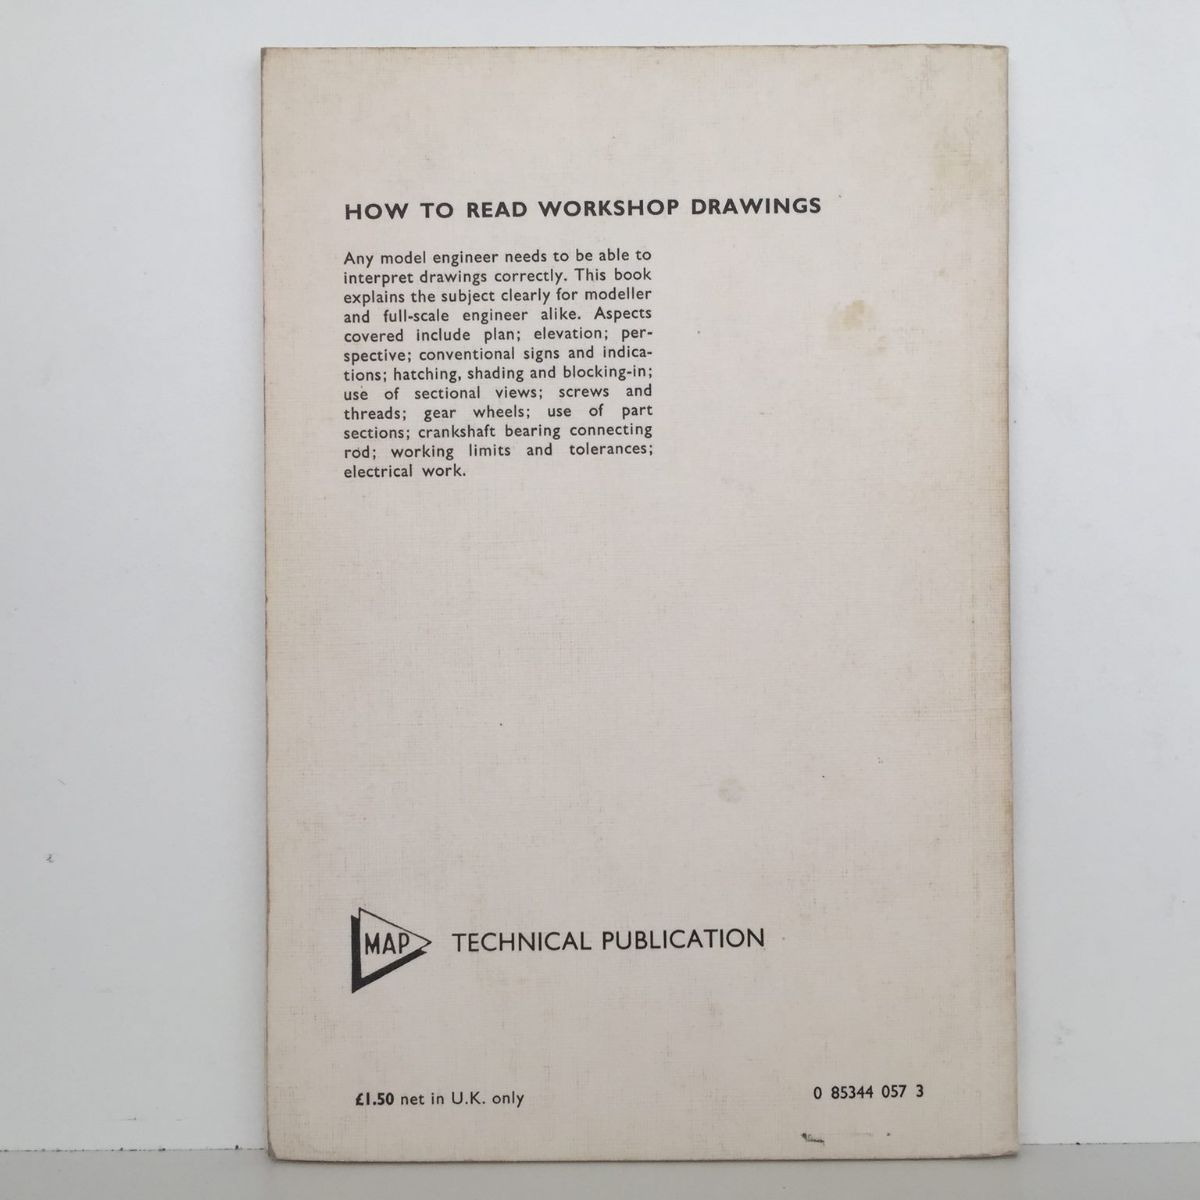 HOW TO READ WORKSHOP DRAWINGS
Any model engineer needs to be able to
interpret drawings correctly. This book
explains the subject clearly for modeller
and full-scale engineer alike. Aspects
covered include plan; elevation; per-
spective; conventional signs and indica-
tions; hatching, shading and blocking-in;
use of sectional views; screws and
threads; gear wheels; use of part
sections; crankshaft bearing connecting
rod; working limits and tolerances;
electrical work.
MAP TECHNICAL PUBLICATION
£1.50 net in U.K. only
0 85344 057 3